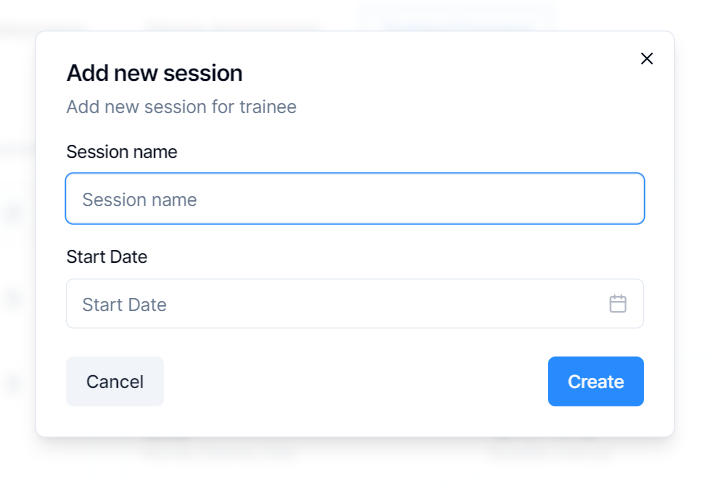 Add new session
Add new session for trainee
Session name
Session name
Start Date
Start Date
Cancel
Create